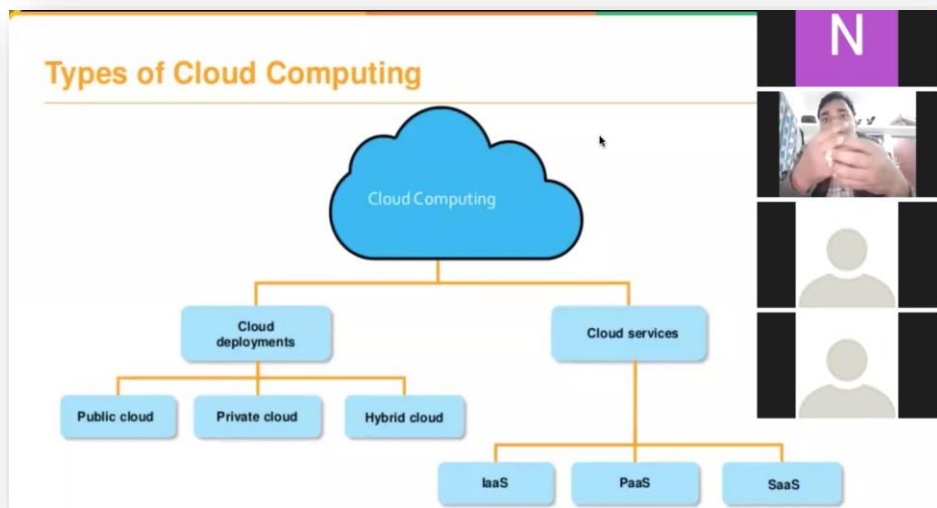 Types of Cloud Computing
N
Cloud Computing
Cloud
deployments
Cloud services
Public cloud
Private cloud
Hybrid cloud
IaaS
PaaS
SaaS